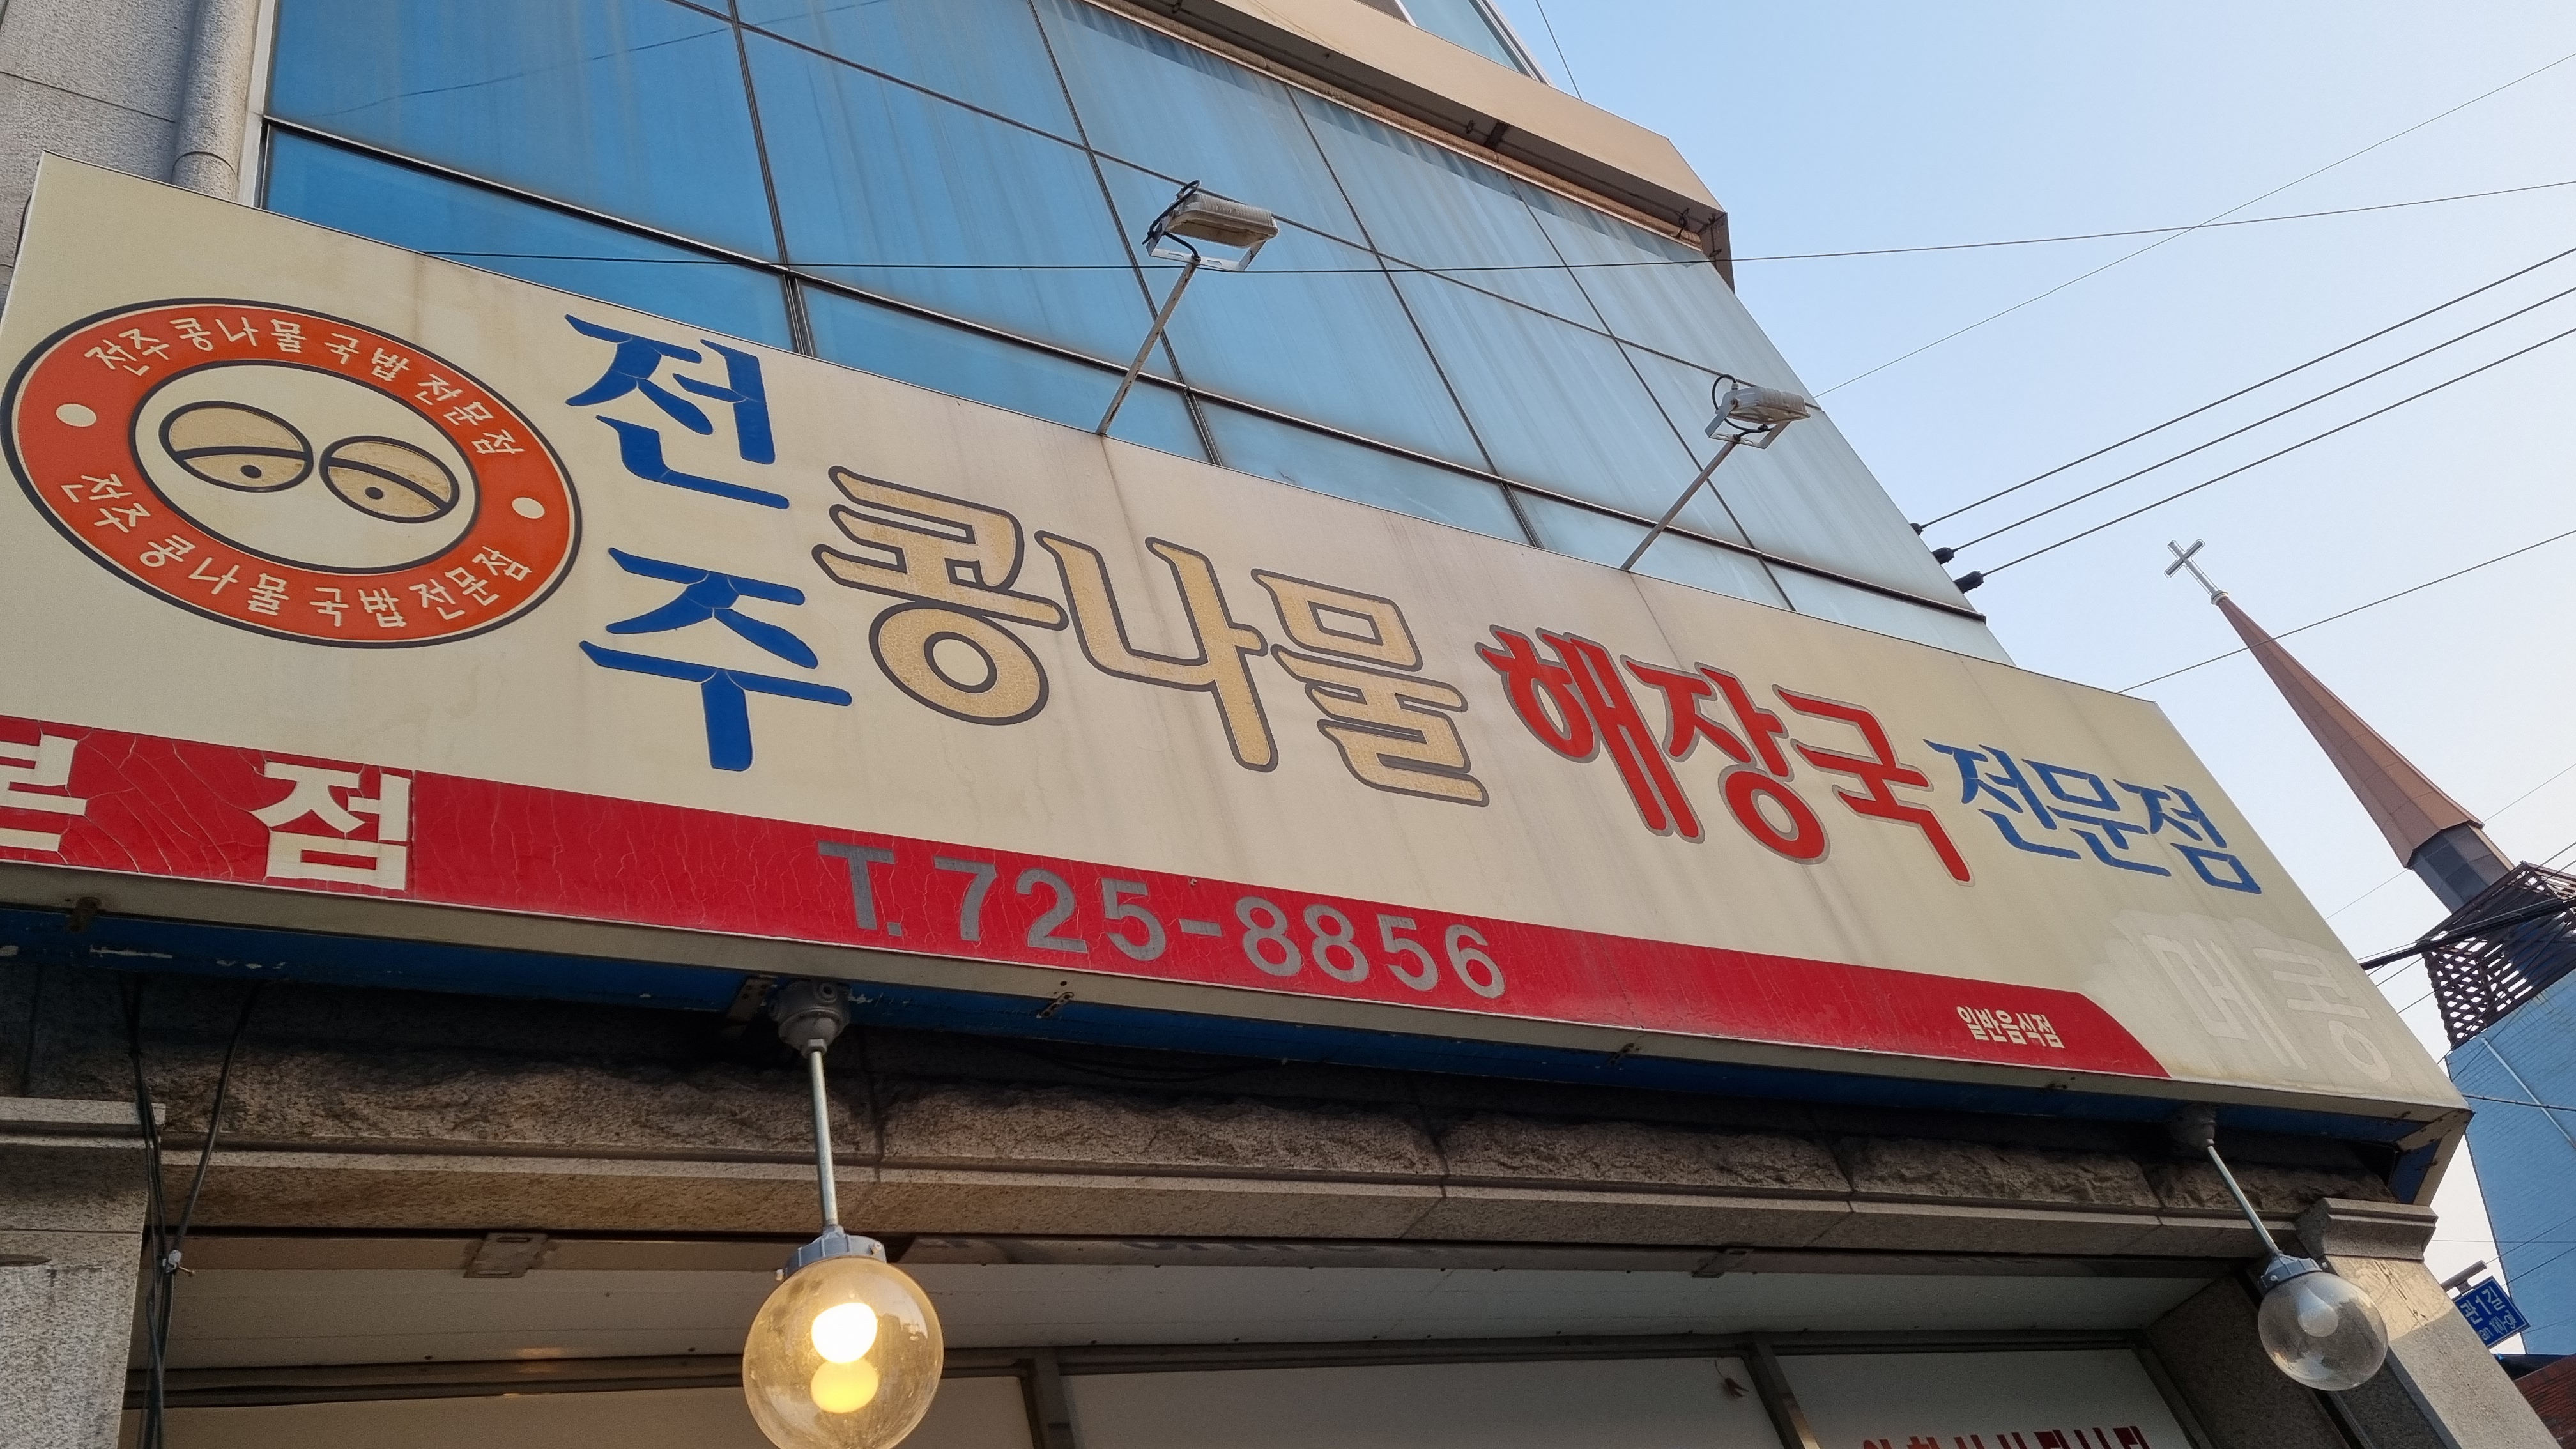 전주콩나물국밥전문점
전주콩나물국밥전문점
전주 콩나물 해장국 전문점
본점
T. 725-8856
일반음식점
메콩